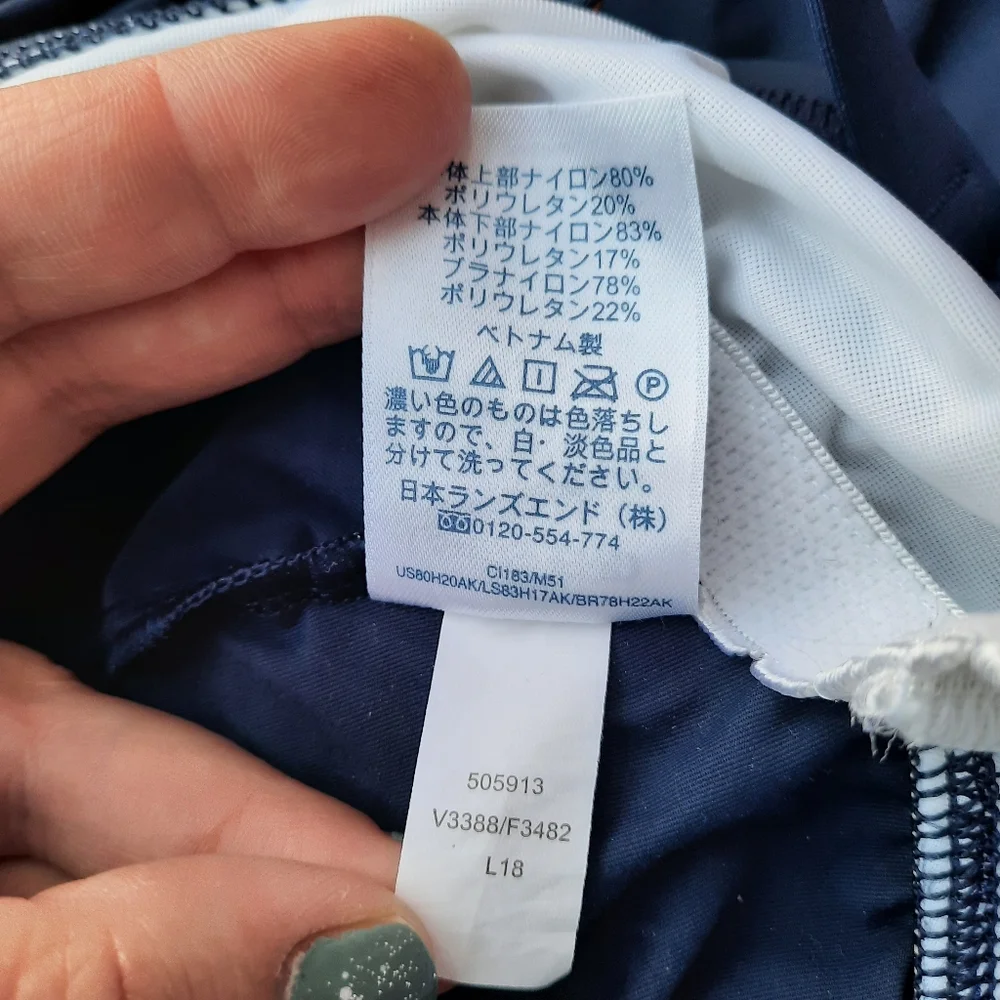 体上部ナイロン80%
ポリウレタン20%
本体下部ナイロン83%
ポリウレタン17%
ブラナイロン78%
ポリウレタン22%
ベトナム製
P
濃い色のものは色落ちし
ますので、白・淡色品と
分けて洗ってください。
日本ランズエンド（株）
0120-554-774
CI183/M51
US80H20AK/LS83H17AK/BR78H22AK
505913
V3388/F3482
L18